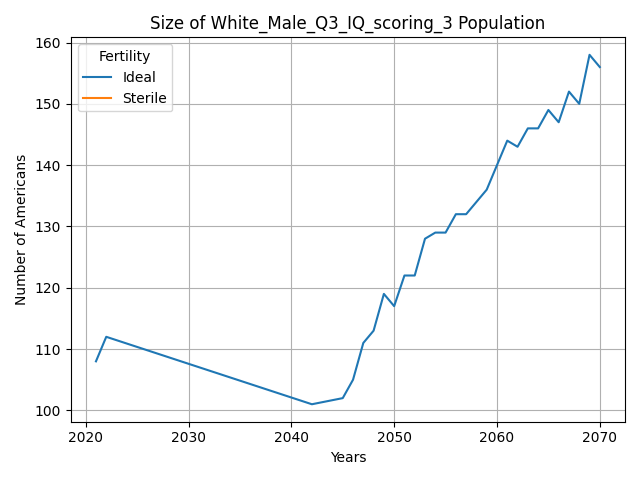 Size of White_Male_Q3_IQ_scoring_3 Population
Fertility
Ideal
Sterile
Number of Americans
160
150
140
130
120
110
100
2020 2030 2040 2050 2060 2070
Years